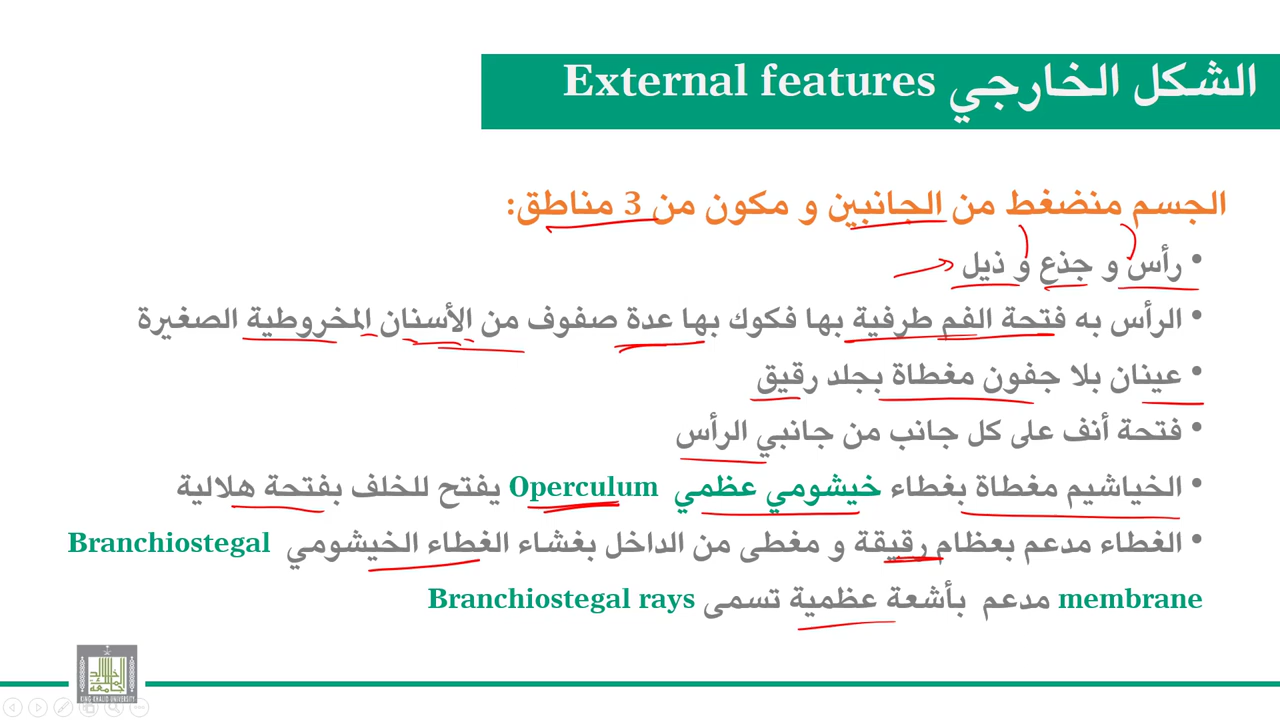 الشكل الخارجي External features
الجسم منضغط من الجانبين و مكون من 3 مناطق:
• رأس و جذع و ذيل
• الرأس به فتحة الفم طرفية بها فكوك بها عدة صفوف من الأسنان المخروطية الصغيرة
• عينان بلا جفون مغطاة بجلد رقيق
• فتحة أنف على كل جانب من جانبي الرأس
• الخياشيم مغطاة بغطاء خيشومي عظمي Operculum يفتح للخلف بفتحة هلالية
• الغطاء مدعم بعظام رقيقة و مغطى من الداخل بغشاء الغطاء الخيشومي Branchiostegal
membrane مدعم بأشعة عظمية تسمى Branchiostegal rays
KING KHALID UNIVERSITY